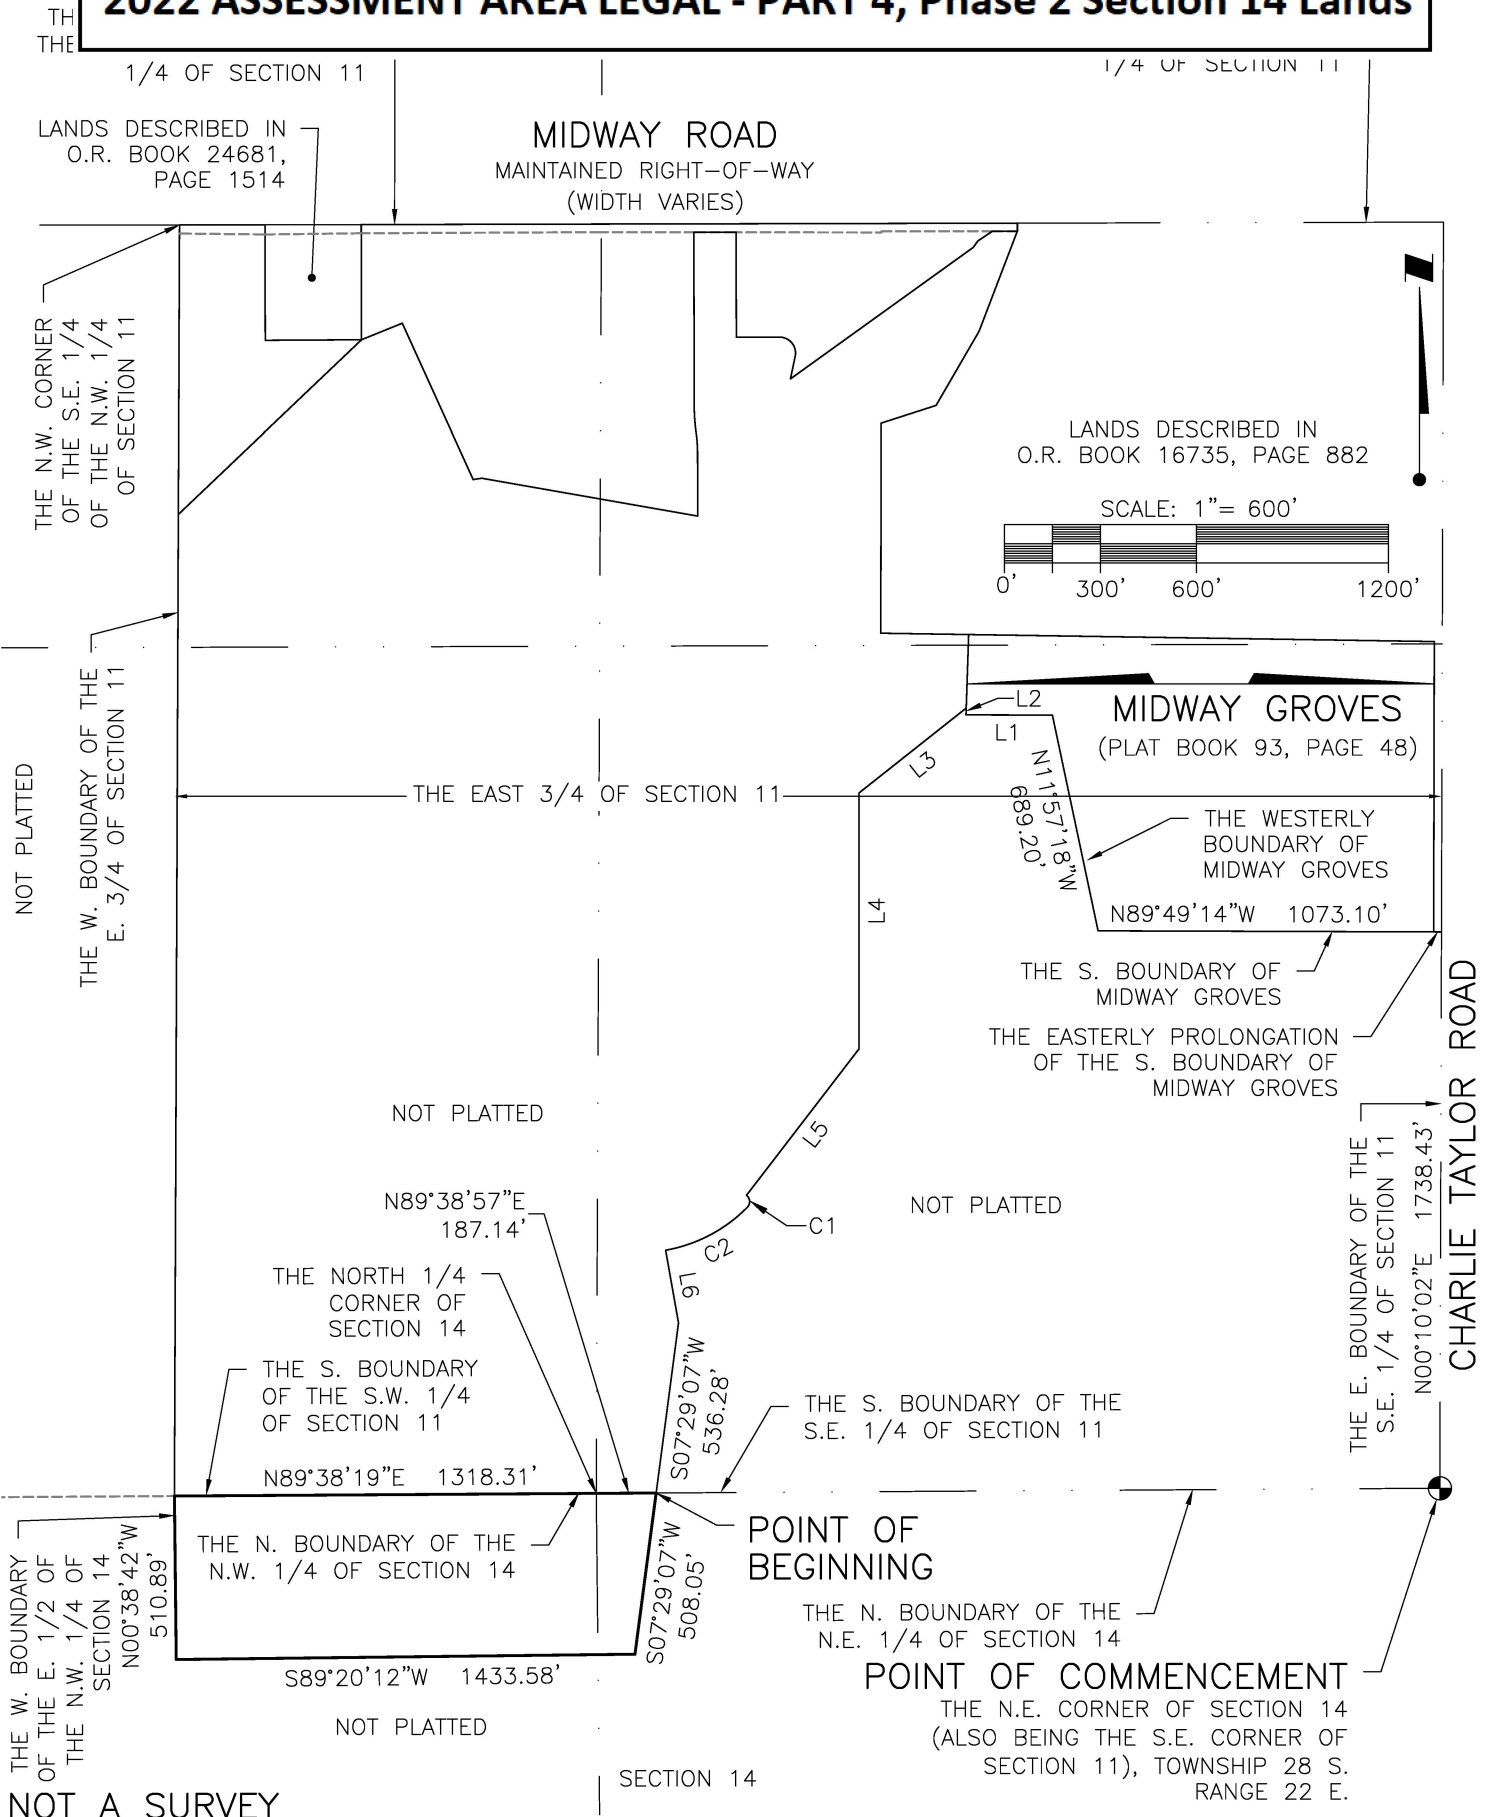 2022 ASSESSMENT AREA LEGAL - PART 4, Phase 2 Section 14 Lands
TH
THE
1/4 OF SECTION 11
1/4 OF SECTION 11
LANDS DESCRIBED IN
O.R. BOOK 24681,
PAGE 1514
MIDWAY ROAD
MAINTAINED RIGHT-OF-WAY
(WIDTH VARIES)
THE N.W. CORNER
OF THE S.E. 1/4
OF THE N.W. 1/4
OF SECTION 11
LANDS DESCRIBED IN
O.R. BOOK 16735, PAGE 882
SCALE: 1"= 600'
0' 300' 600' 1200'
NOT PLATTED
THE W. BOUNDARY OF THE
E. 3/4 OF SECTION 11
L2
L1
L3
MIDWAY GROVES
(PLAT BOOK 93, PAGE 48)
THE EAST 3/4 OF SECTION 11
N11°57'18"W
689.20'
THE WESTERLY
BOUNDARY OF
MIDWAY GROVES
L4
N89°49'14"W 1073.10'
THE S. BOUNDARY OF
MIDWAY GROVES
THE EASTERLY PROLONGATION
OF THE S. BOUNDARY OF
MIDWAY GROVES
CHARLIE TAYLOR ROAD
THE E. BOUNDARY OF THE
S.E. 1/4 OF SECTION 11
N00°10'02"E 1738.43'
NOT PLATTED
L5
N89°38'57"E
187.14'
NOT PLATTED
C1
C2
L6
THE NORTH 1/4
CORNER OF
SECTION 14
S07°29'07"W
536.28'
THE S. BOUNDARY
OF THE S.W. 1/4
OF SECTION 11
THE S. BOUNDARY OF THE
S.E. 1/4 OF SECTION 11
N89°38'19"E 1318.31'
THE N. BOUNDARY OF THE
N.W. 1/4 OF SECTION 14
POINT OF
BEGINNING
S07°29'07"W
508.05'
THE W. BOUNDARY
OF THE E. 1/2 OF
THE N.W. 1/4 OF
SECTION 14
N00°38'42"W
510.89'
THE N. BOUNDARY OF THE
N.E. 1/4 OF SECTION 14
S89°20'12"W 1433.58'
POINT OF COMMENCEMENT
THE N.E. CORNER OF SECTION 14
(ALSO BEING THE S.E. CORNER OF
SECTION 11), TOWNSHIP 28 S.
RANGE 22 E.
NOT PLATTED
SECTION 14
NOT A SURVEY